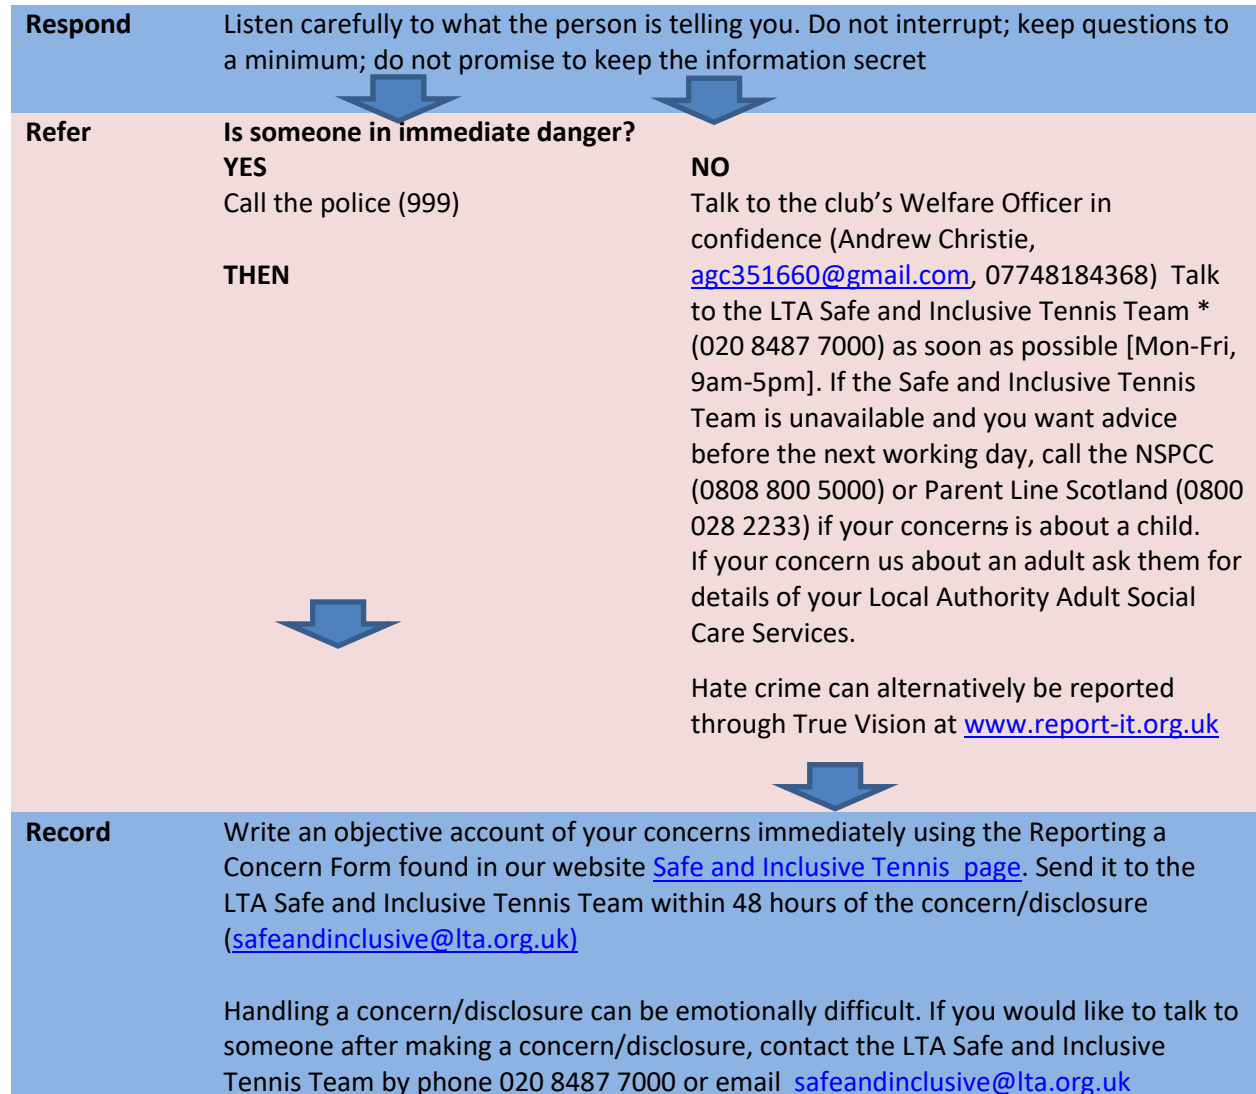 Respond
Listen carefully to what the person is telling you. Do not interrupt; keep questions to
a minimum; do not promise to keep the information secret
Refer
Is someone in immediate danger?
YES
Call the police (999)
THEN
NO
Talk to the club’s Welfare Officer in
confidence (Andrew Christie,
agc351660@gmail.com, 07748184368)  Talk
to the LTA Safe and Inclusive Tennis Team *
(020 8487 7000) as soon as possible [Mon-Fri,
9am-5pm]. If the Safe and Inclusive Tennis
Team is unavailable and you want advice
before the next working day, call the NSPCC
(0808 800 5000) or Parent Line Scotland (0800
028 2233) if your concerns is about a child.
If your concern us about an adult ask them for
details of your Local Authority Adult Social
Care Services.
Hate crime can alternatively be reported
through True Vision at www.report-it.org.uk
Record
Write an objective account of your concerns immediately using the Reporting a
Concern Form found in our website Safe and Inclusive Tennis  page. Send it to the
LTA Safe and Inclusive Tennis Team within 48 hours of the concern/disclosure
(safeandinclusive@lta.org.uk)
Handling a concern/disclosure can be emotionally difficult. If you would like to talk to
someone after making a concern/disclosure, contact the LTA Safe and Inclusive
Tennis Team by phone 020 8487 7000 or email  safeandinclusive@lta.org.uk